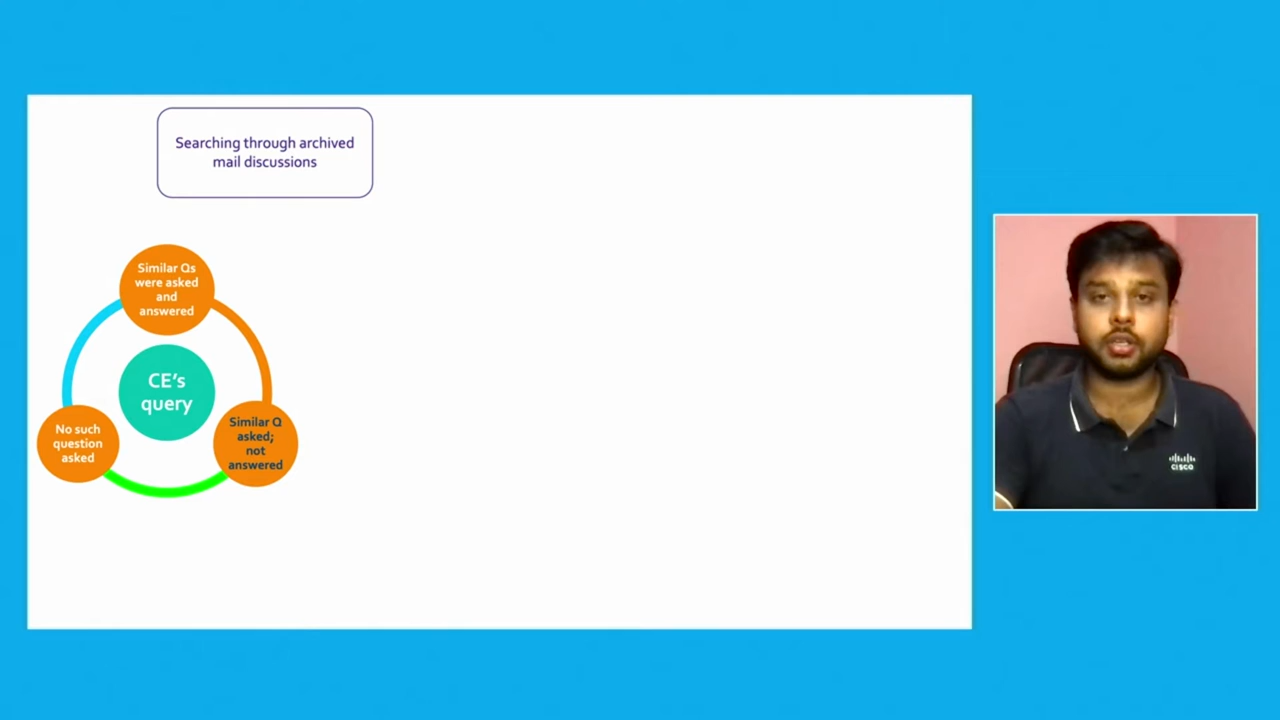 Searching through archived
mail discussions
Similar Qs
were asked
and
answered
CE's
query
No such
question
asked
Similar Q
asked;
not
answered
CISCO